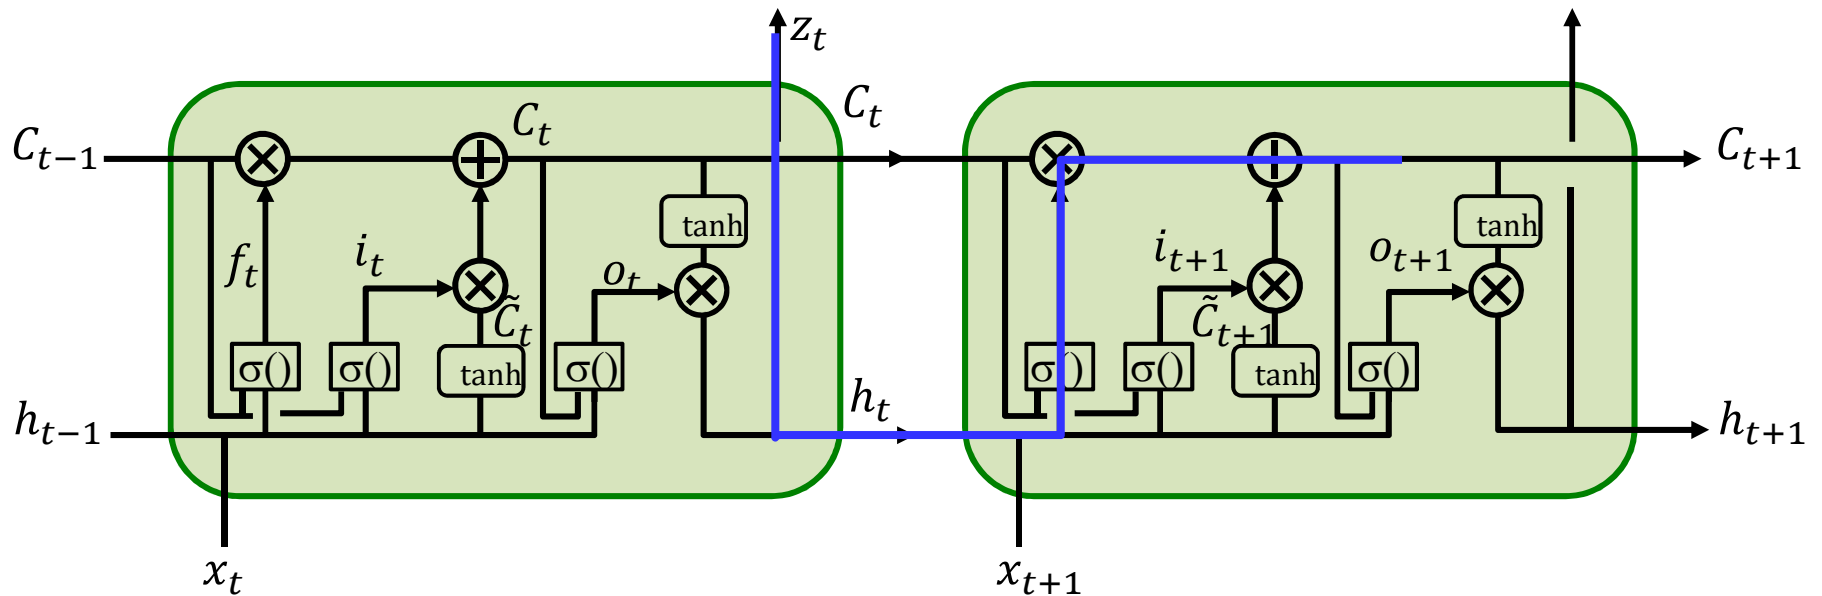 z_t
C_t
C_t
C_{t-1}
C_{t+1}
tanh
tanh
f_t
i_t
o_t
i_{t+1}
o_{t+1}
C̃_t
C̃_{t+1}
σ()
σ()
tanh
σ()
σ()
σ()
tanh
σ()
h_{t-1}
h_t
h_{t+1}
x_t
x_{t+1}